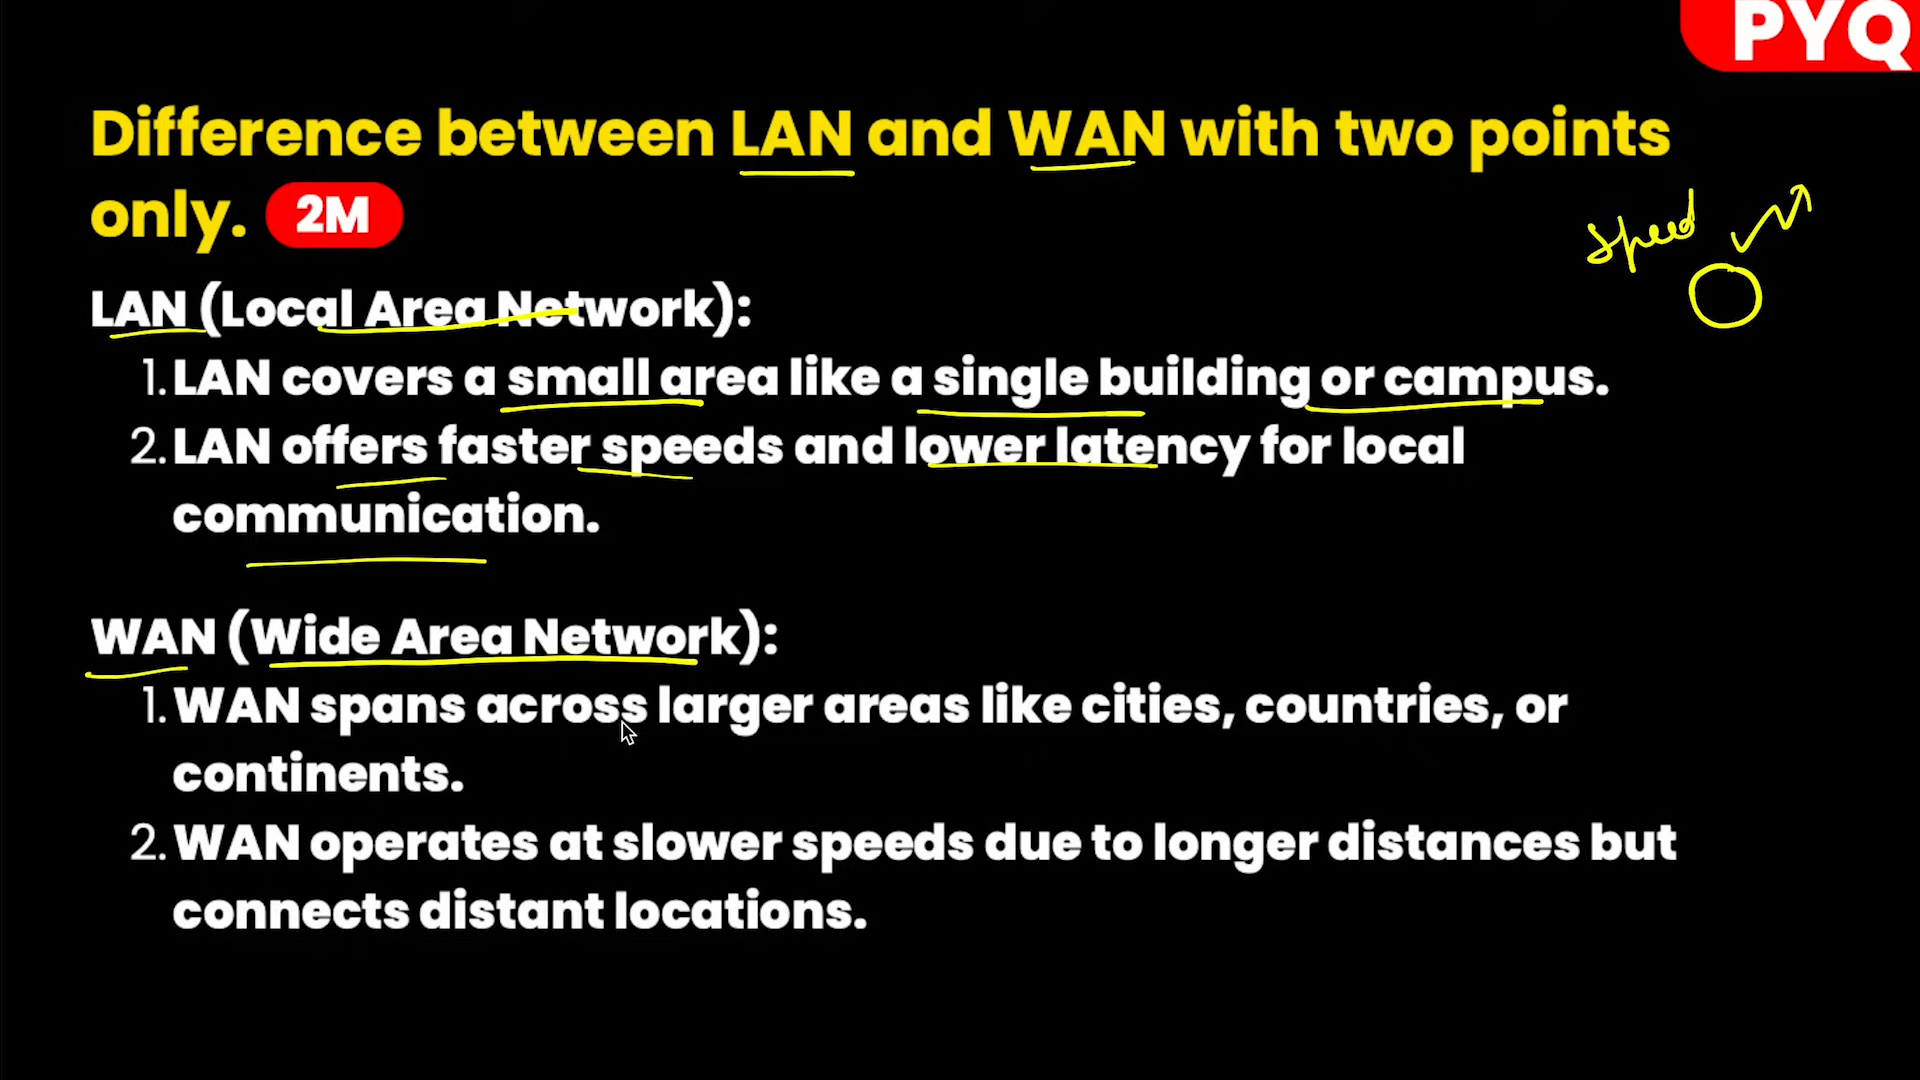 PYQ
Difference between LAN and WAN with two points
only. 2M
Speed
LAN (Local Area Network):
1. LAN covers a small area like a single building or campus.
2. LAN offers faster speeds and lower latency for local
communication.
WAN (Wide Area Network):
1. WAN spans across larger areas like cities, countries, or
continents.
2. WAN operates at slower speeds due to longer distances but
connects distant locations.